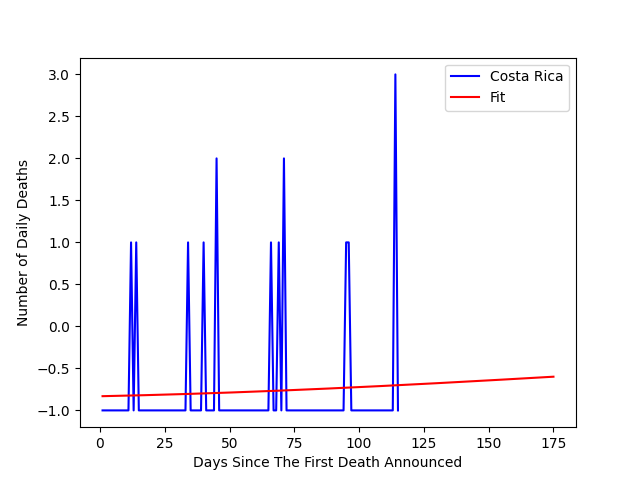 Costa Rica
Fit
3.0
2.5
2.0
1.5
1.0
0.5
0.0
−0.5
−1.0
Number of Daily Deaths
0 25 50 75 100 125 150 175
Days Since The First Death Announced